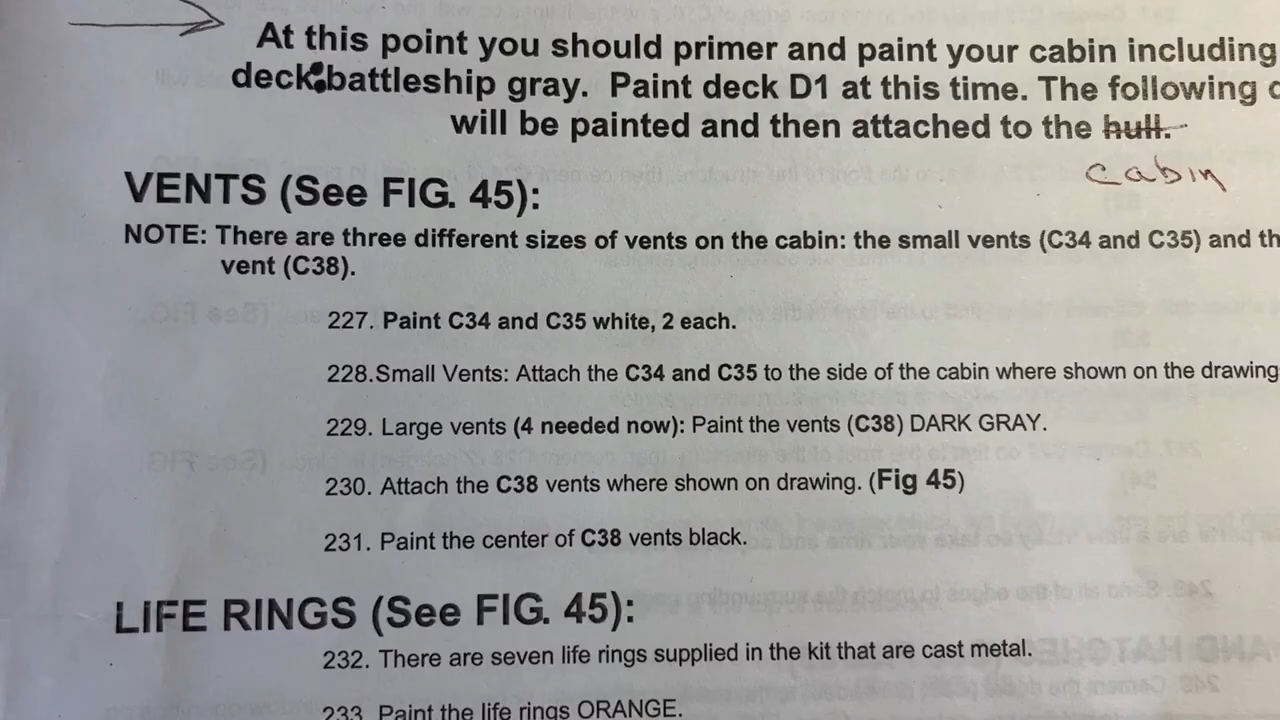 At this point you should primer and paint your cabin including
deck battleship gray. Paint deck D1 at this time. The following
will be painted and then attached to the hull.
cabin
VENTS (See FIG. 45):
NOTE: There are three different sizes of vents on the cabin: the small vents (C34 and C35) and
vent (C38).
227. Paint C34 and C35 white, 2 each.
228.Small Vents: Attach the C34 and C35 to the side of the cabin where shown on the drawing
229. Large vents (4 needed now): Paint the vents (C38) DARK GRAY.
230. Attach the C38 vents where shown on drawing. (Fig 45)
231. Paint the center of C38 vents black.
LIFE RINGS (See FIG. 45):
232. There are seven life rings supplied in the kit that are cast metal.
233. Paint the life rings ORANGE.